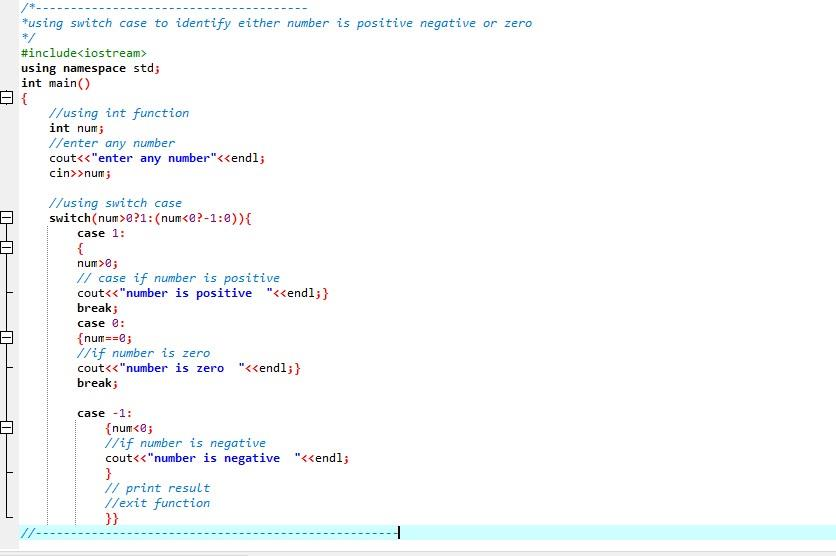 /*---------------------------------------
*using switch case to identify either number is positive negative or zero
*/
#include<iostream>
using namespace std;
int main()
{
//using int function
int num;
//enter any number
cout<<"enter any number"<<endl;
cin>>num;
//using switch case
switch(num>0?1:(num<0?-1:0)){
case 1:
{
num>0;
// case if number is positive
cout<<"number is positive  "<<endl;}
break;
case 0:
{num==0;
//if number is zero
cout<<"number is zero  "<<endl;}
break;
case -1:
{num<0;
//if number is negative
cout<<"number is negative  "<<endl;
}
// print result
//exit function
}}
//----------------------------------------------------